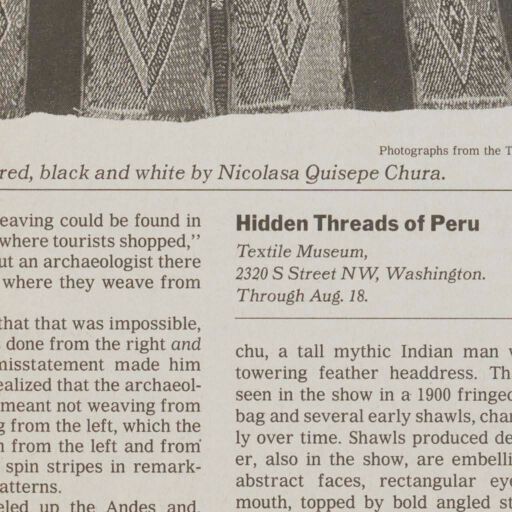 Photographs from the
red, black and white by Nicolasa Quisepe Chura.
eaving could be found in
where tourists shopped,"
ut an archaeologist there
where they weave from
that that was impossible,
done from the right and
misstatement made him
ealized that the archaeol-
meant not weaving from
g from the left, which the
n from the left and from
spin stripes in remark-
atterns.
eled up the Andes and,
Hidden Threads of Peru
Textile Museum,
2320 S Street NW, Washington.
Through Aug. 18.
chu, a tall mythic Indian man
towering feather headdress. Th
seen in the show in a 1900 fringed
bag and several early shawls, chan
ly over time. Shawls produced de
er, also in the show, are embelli
abstract faces, rectangular eye
mouth, topped by bold angled st